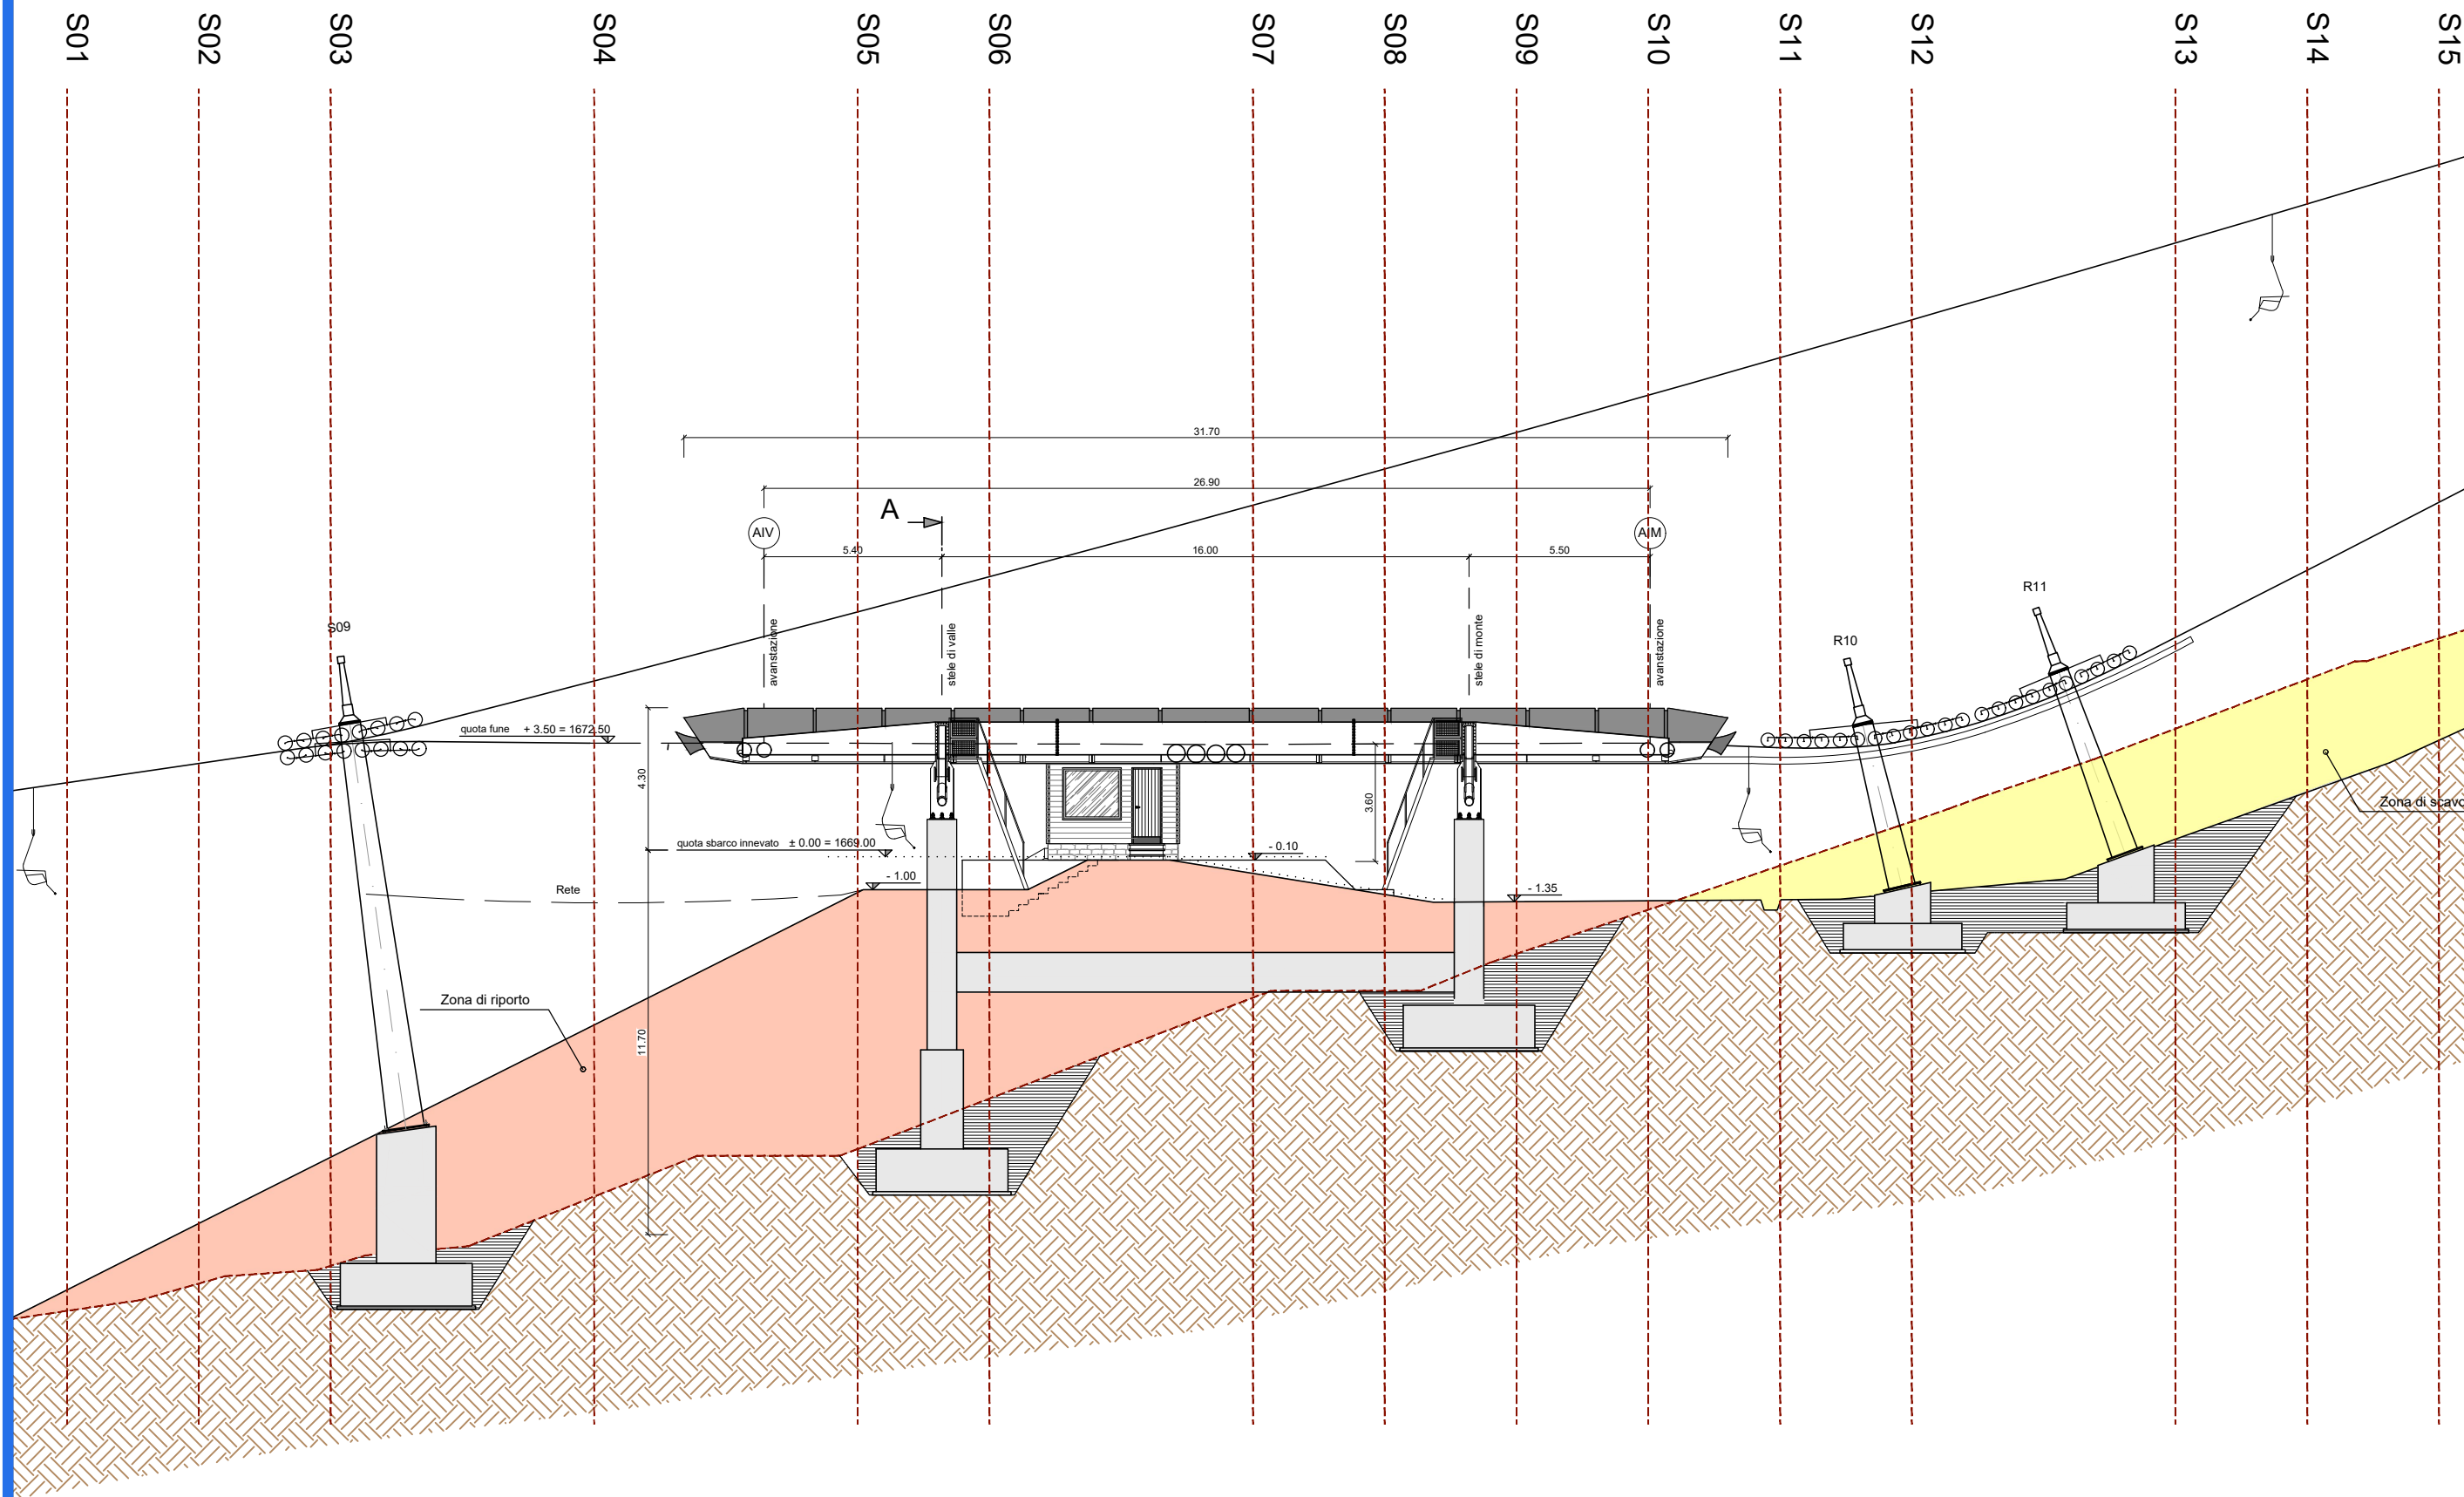 S01
S02
S03
S04
S05
S06
S07
S08
S09
S10
S11
S12
S13
S14
S15
31.70
26.90
A
AIV
AIM
5.40
16.00
5.50
R11
S09
avanstazione
stele di valle
stele di monte
avanstazione
R10
quota fune + 3.50 = 1672.50
4.30
3.60
Zona di scavo
quota sbarco innevato ± 0.00 = 1669.00
- 0.10
Rete
- 1.00
- 1.35
Zona di riporto
11.70